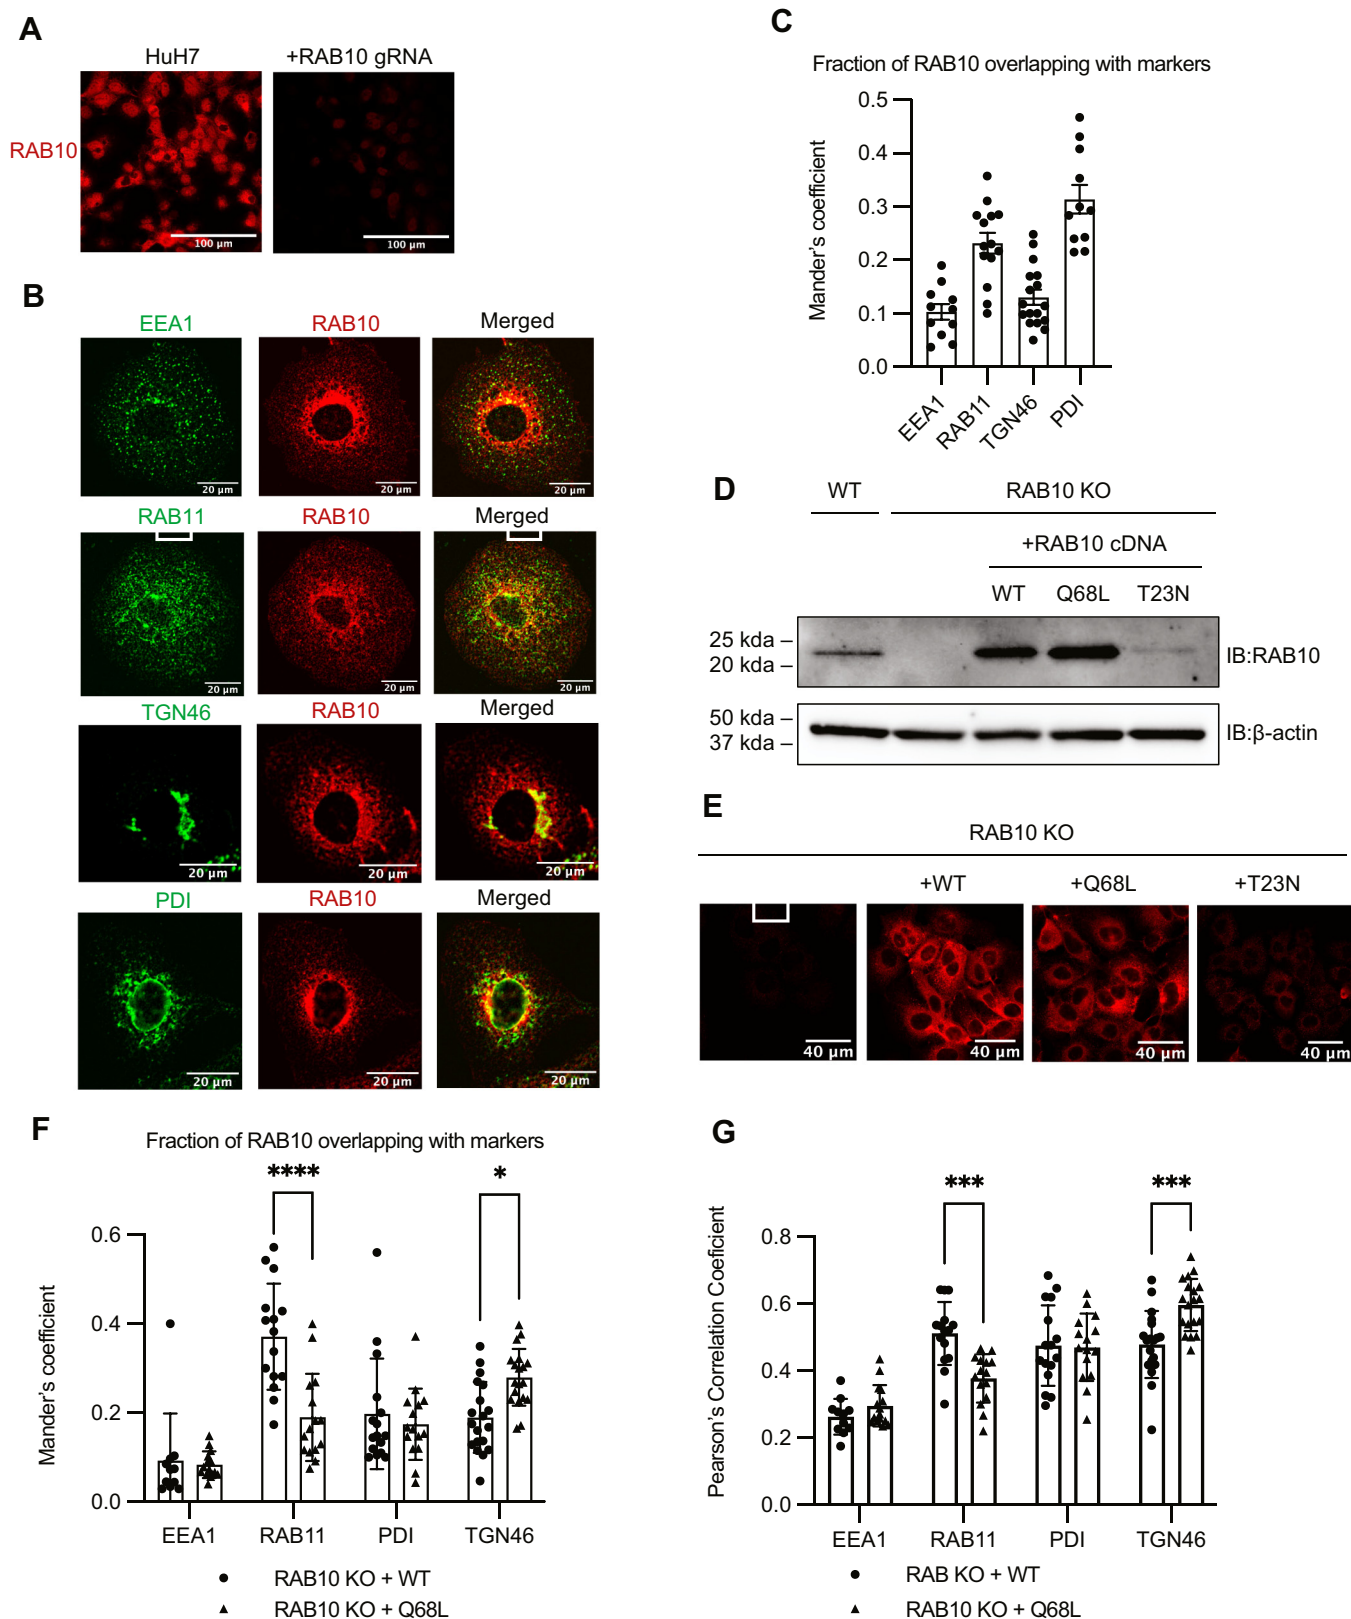 A
HuH7
+RAB10 gRNA
RAB10
100 µm
100 µm
B
EEA1
RAB10
Merged
20 µm
20 µm
20 µm
RAB11
RAB10
Merged
20 µm
20 µm
20 µm
TGN46
RAB10
Merged
20 µm
20 µm
20 µm
PDI
RAB10
Merged
20 µm
20 µm
20 µm
C
Fraction of RAB10 overlapping with markers
Mander's coefficient
0.5
0.4
0.3
0.2
0.1
0.0
EEA1
RAB11
TGN46
PDI
D
WT
RAB10 KO
+RAB10 cDNA
WT
Q68L
T23N
25 kda –
20 kda –
IB:RAB10
50 kda –
37 kda –
IB:β-actin
E
RAB10 KO
+WT
+Q68L
+T23N
40 µm
40 µm
40 µm
40 µm
F
Fraction of RAB10 overlapping with markers
Mander's coefficient
0.6
0.4
0.2
0.0
****
*
EEA1
RAB11
PDI
TGN46
● RAB10 KO + WT
▲ RAB10 KO + Q68L
G
Pearson's Correlation Coeficient
0.8
0.6
0.4
0.2
0.0
***
***
EEA1
RAB11
PDI
TGN46
● RAB KO + WT
▲ RAB10 KO + Q68L